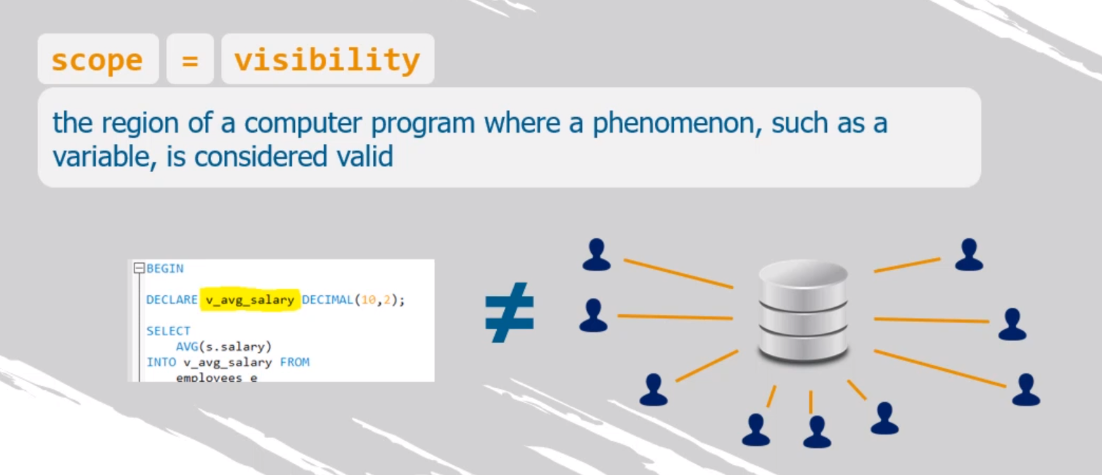 scope = visibility
the region of a computer program where a phenomenon, such as a
variable, is considered valid
BEGIN
DECLARE v_avg_salary DECIMAL(10,2);
SELECT
AVG(s.salary)
INTO v_avg_salary FROM
employees e
≠